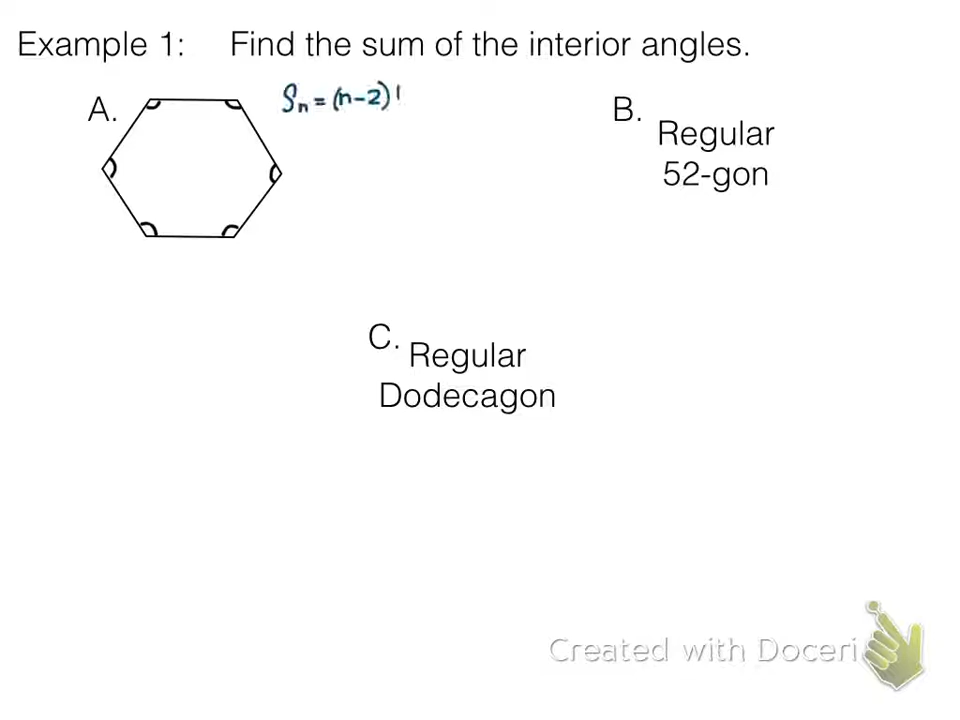 Example 1: Find the sum of the interior angles.
A.
Sn = (n-2)1
B.
Regular
52-gon
C.
Regular
Dodecagon
Created with Doceri